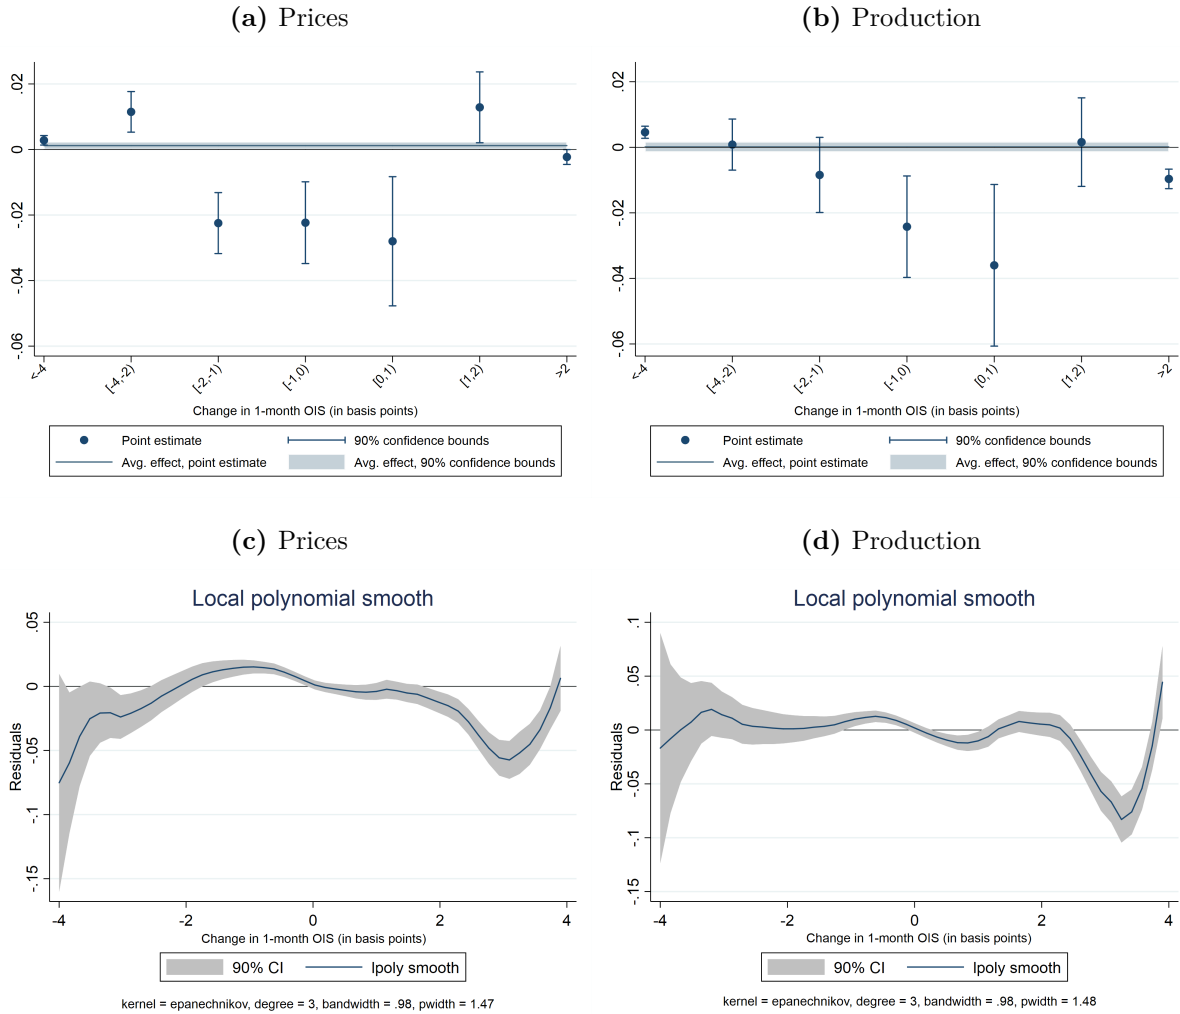 (a) Prices
.02
0
-.02
-.04
-.06
<-4
[-4,-2)
[-2,-1)
[-1,0)
[0,1)
[1,2)
>2
Change in 1-month OIS (in basis points)
Point estimate
90% confidence bounds
Avg. effect, point estimate
Avg. effect, 90% confidence bounds
(b) Production
.02
0
-.02
-.04
-.06
<-4
[-4,-2)
[-2,-1)
[-1,0)
[0,1)
[1,2)
>2
Change in 1-month OIS (in basis points)
Point estimate
90% confidence bounds
Avg. effect, point estimate
Avg. effect, 90% confidence bounds
(c) Prices
Local polynomial smooth
Residuals
.05
0
-.05
-.1
-.15
-4
-2
0
2
4
Change in 1-month OIS (in basis points)
90% CI
lpoly smooth
kernel = epanechnikov, degree = 3, bandwidth = .98, pwidth = 1.47
(d) Production
Local polynomial smooth
Residuals
.1
.05
0
-.05
-.1
-.15
-4
-2
0
2
4
Change in 1-month OIS (in basis points)
90% CI
lpoly smooth
kernel = epanechnikov, degree = 3, bandwidth = .98, pwidth = 1.48